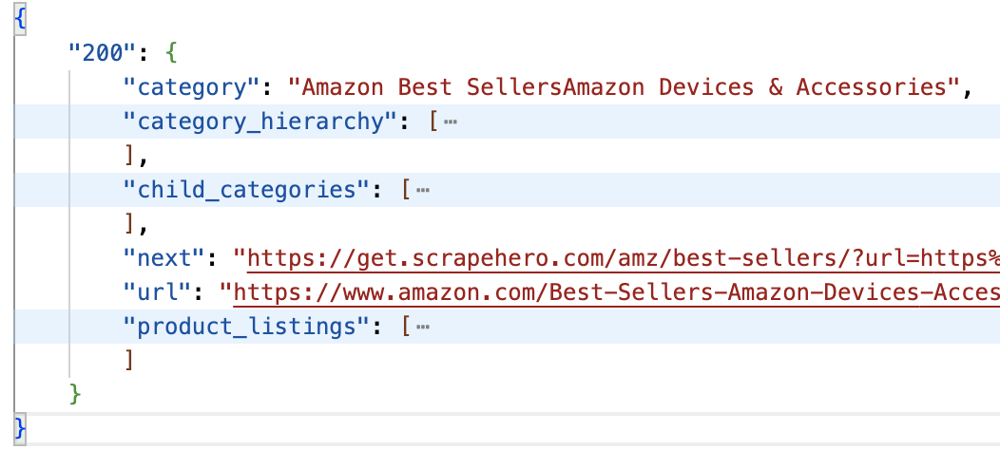 {
"200": {
"category": "Amazon Best SellersAmazon Devices & Accessories",
"category_hierarchy": [⋯
],
"child_categories": [⋯
],
"next": "https://get.scrapehero.com/amz/best-sellers/?url=https%
"url": "https://www.amazon.com/Best-Sellers-Amazon-Devices-Acces
"product_listings": [⋯
]
}
}